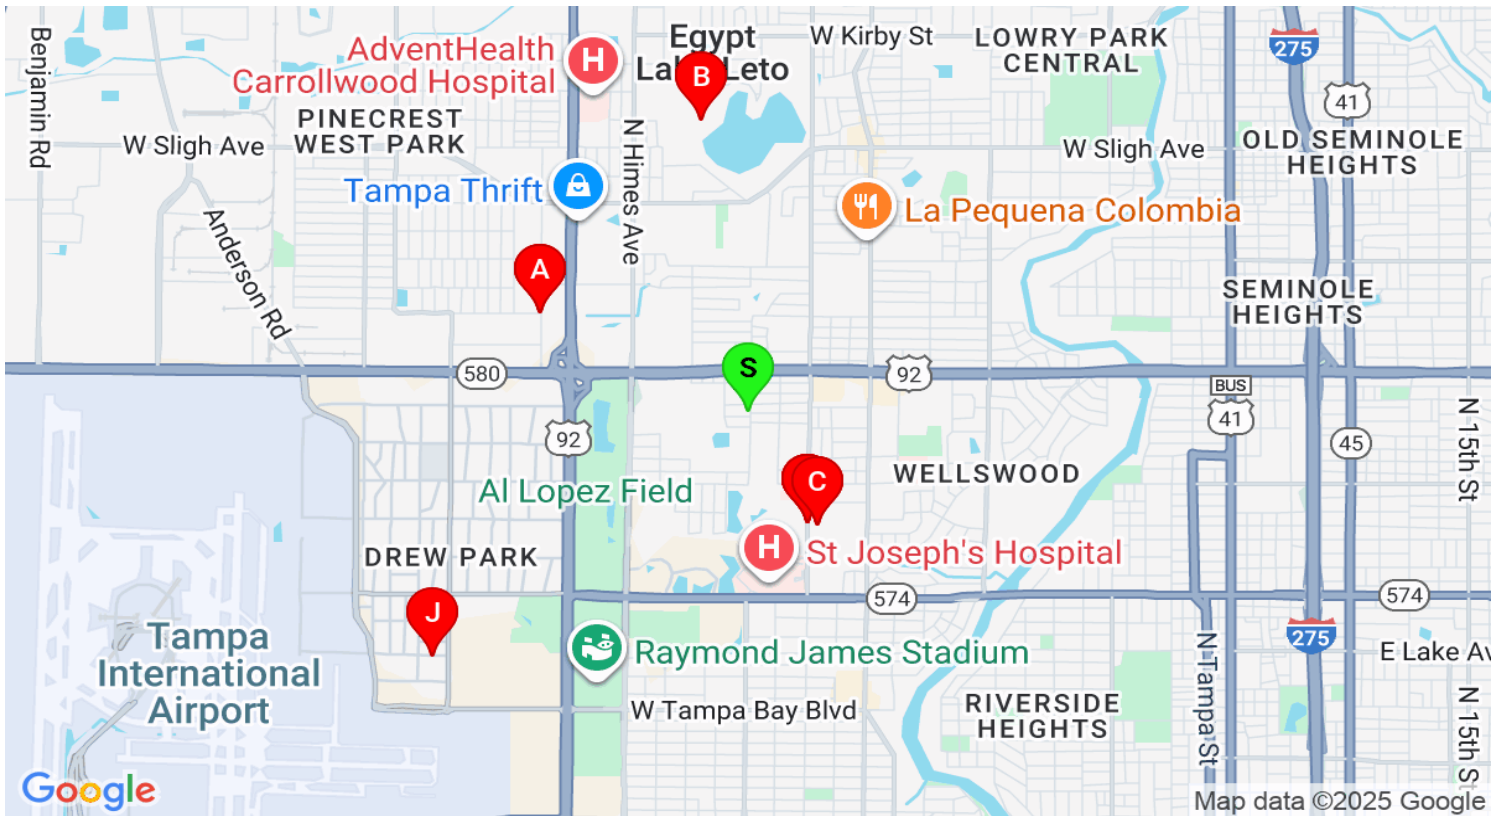 Benjamin Rd
AdventHealth
Carrollwood Hospital
H
Egypt
Lake-Leto
B
W Kirby St
LOWRY PARK
CENTRAL
275
41
PINECREST
WEST PARK
W Sligh Ave
N Himes Ave
W Sligh Ave
OLD SEMINOLE
HEIGHTS
Tampa Thrift
La Pequena Colombia
Anderson Rd
A
SEMINOLE
HEIGHTS
580
S
92
BUS
41
92
45
N 15th St
Al Lopez Field
C
WELLSWOOD
DREW PARK
H
St Joseph's Hospital
574
574
J
Tampa
International
Airport
Raymond James Stadium
275
E Lake Av
N Tampa St
W Tampa Bay Blvd
RIVERSIDE
HEIGHTS
N 15th St
Google
Map data ©2025 Google